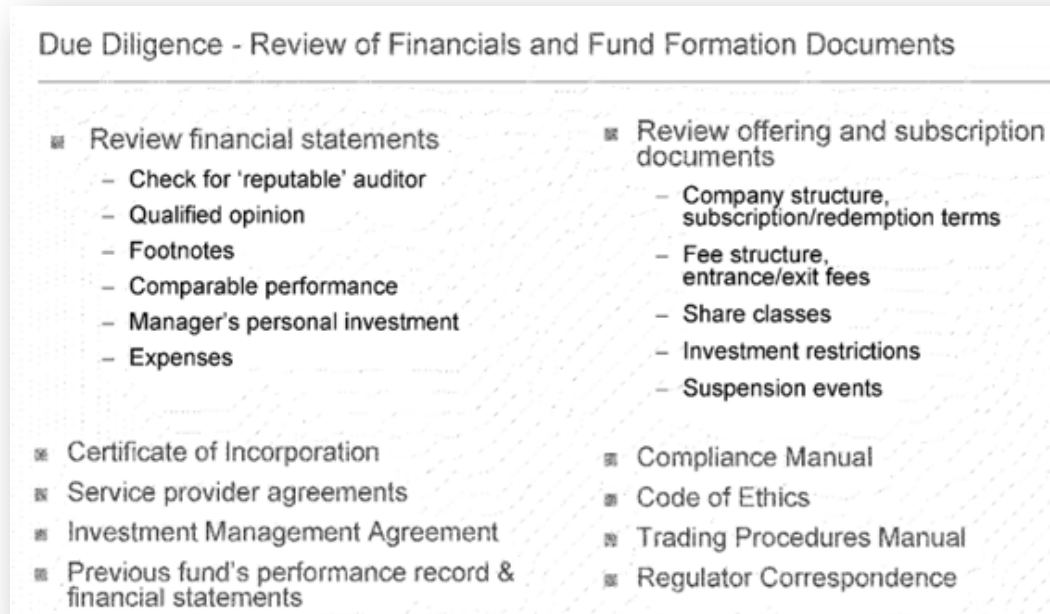 Due Diligence - Review of Financials and Fund Formation Documents
Review financial statements
– Check for ‘reputable’ auditor
– Qualified opinion
– Footnotes
– Comparable performance
– Manager’s personal investment
– Expenses
Review offering and subscription
documents
– Company structure,
subscription/redemption terms
– Fee structure,
entrance/exit fees
– Share classes
– Investment restrictions
– Suspension events
Certificate of Incorporation
Service provider agreements
Investment Management Agreement
Previous fund’s performance record &
financial statements
Compliance Manual
Code of Ethics
Trading Procedures Manual
Regulator Correspondence